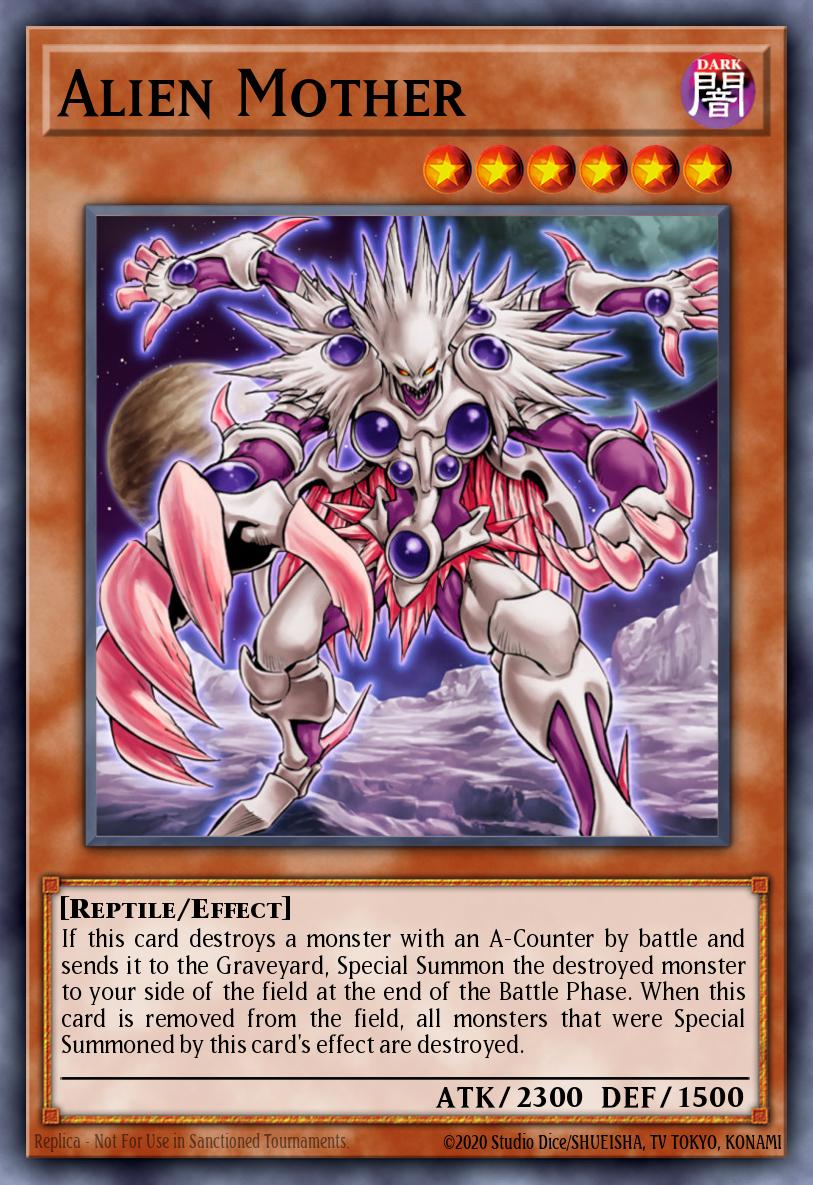 Alien Mother
DARK
闇
[Reptile/Effect]
If this card destroys a monster with an A-Counter by battle and
sends it to the Graveyard, Special Summon the destroyed monster
to your side of the field at the end of the Battle Phase. When this
card is removed from the field, all monsters that were Special
Summoned by this card's effect are destroyed.
ATK/2300 DEF/1500
Replica - Not For Use in Sanctioned Tournaments.
©2020 Studio Dice/SHUEISHA, TV TOKYO, KONAMI